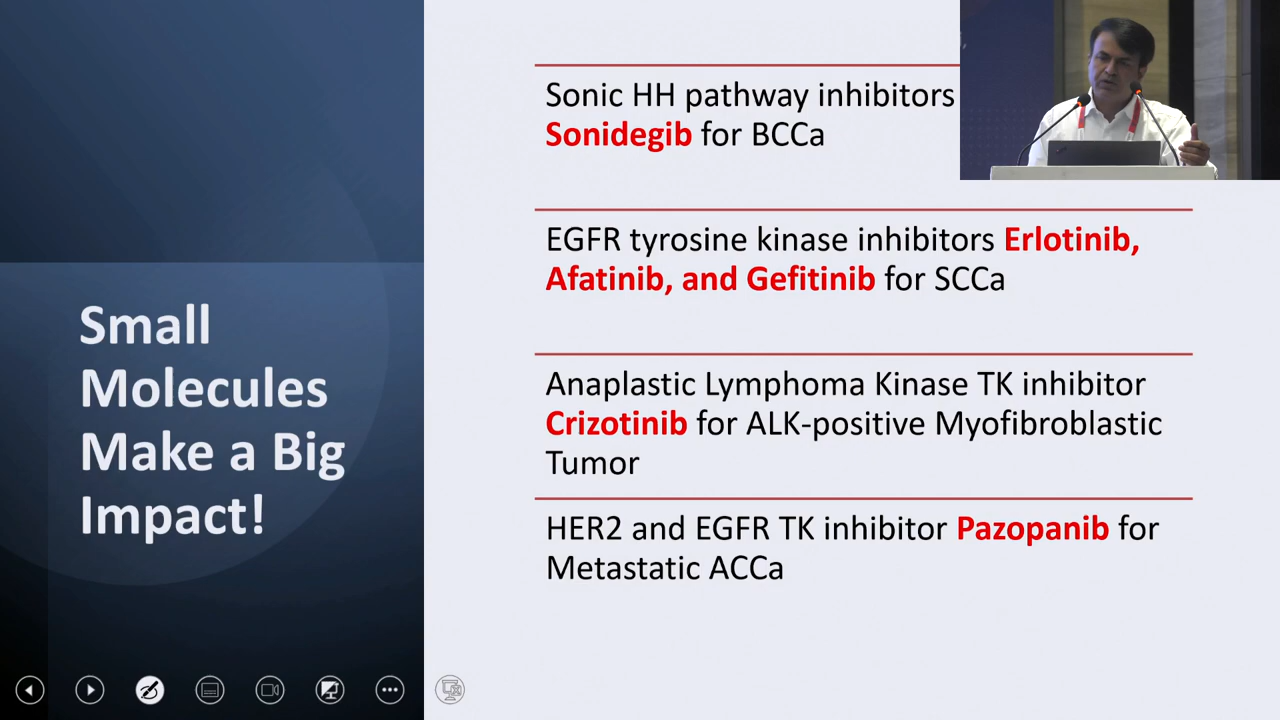 Small
Molecules
Make a Big
Impact!
Sonic HH pathway inhibitors
Sonidegib for BCCa
EGFR tyrosine kinase inhibitors Erlotinib,
Afatinib, and Gefitinib for SCCa
Anaplastic Lymphoma Kinase TK inhibitor
Crizotinib for ALK-positive Myofibroblastic
Tumor
HER2 and EGFR TK inhibitor Pazopanib for
Metastatic ACCa